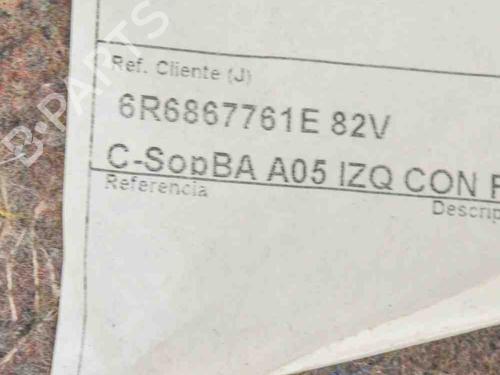 Ref. Cliente (J)
6R6867761E 82V
C-SopBA A05 IZQ CON
Referencia
Descrip
B-PARTS